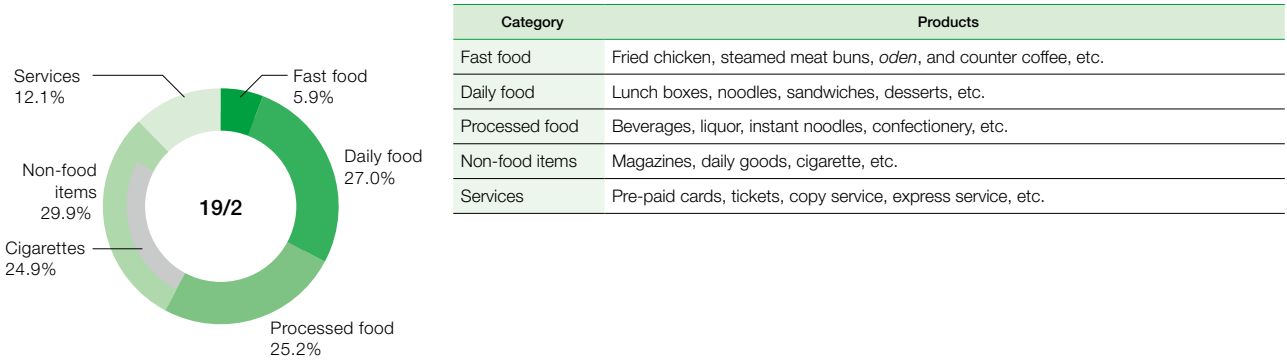 Services
12.1%
Fast food
5.9%
Daily food
27.0%
Non-food
items
29.9%
19/2
Cigarettes
24.9%
Processed food
25.2%
Category Products
Fast food Fried chicken, steamed meat buns, oden, and counter coffee, etc.
Daily food Lunch boxes, noodles, sandwiches, desserts, etc.
Processed food Beverages, liquor, instant noodles, confectionery, etc.
Non-food items Magazines, daily goods, cigarette, etc.
Services Pre-paid cards, tickets, copy service, express service, etc.